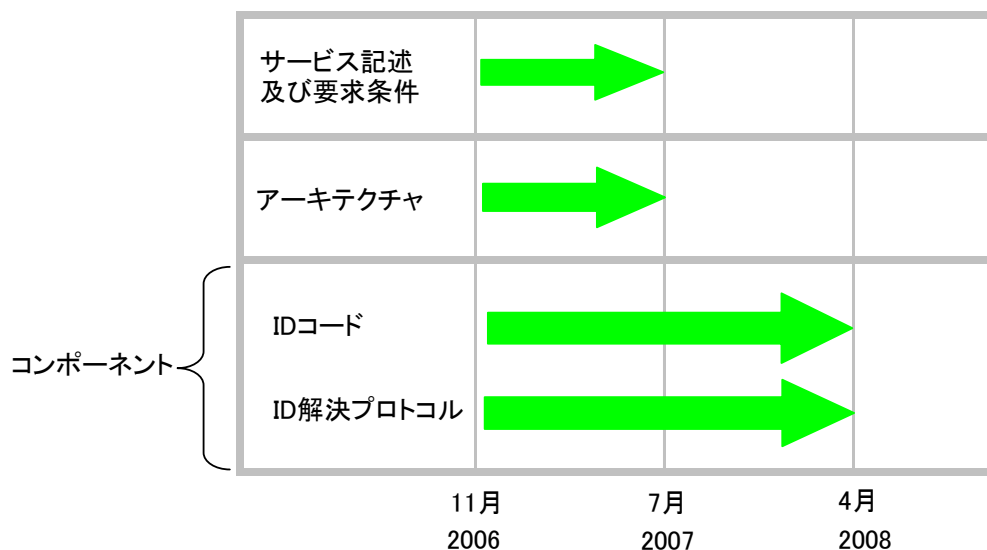 サービス記述
及び要求条件
アーキテクチャ
IDコード
コンポーネント
ID解決プロトコル
11月
7月
4月
2006
2007
2008